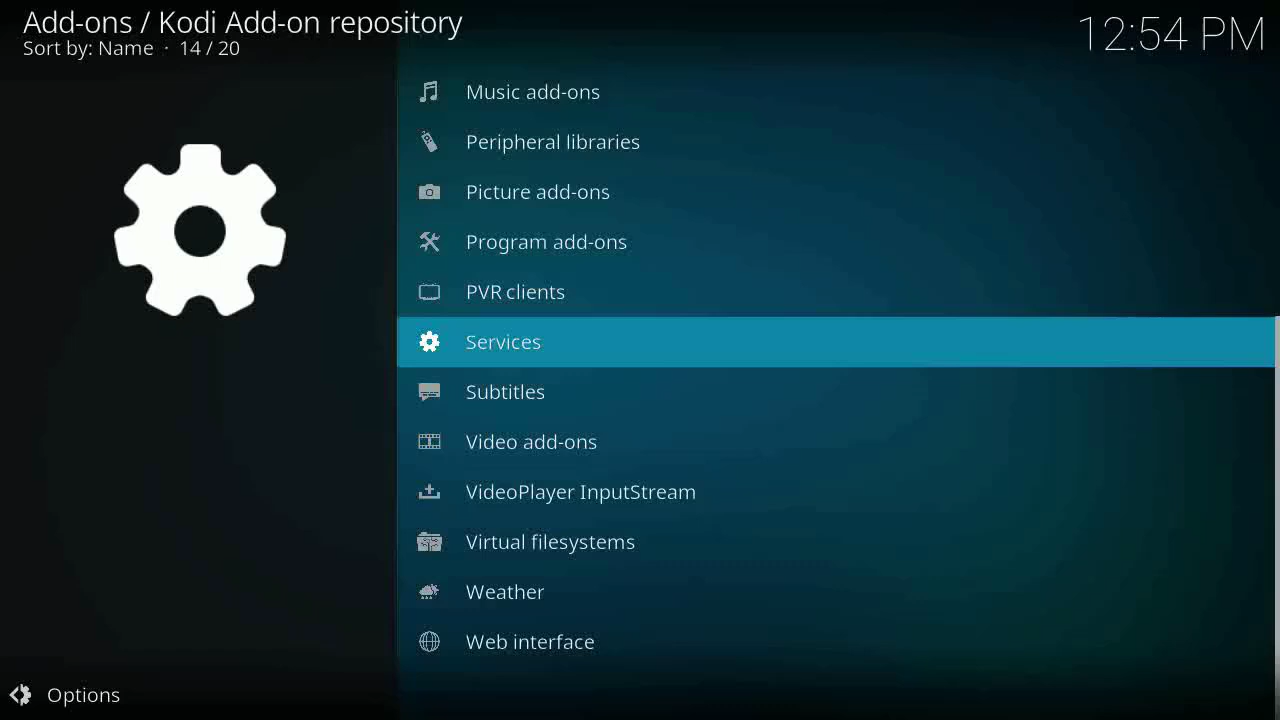 Add-ons / Kodi Add-on repository
Sort by: Name · 14 / 20
12:54 PM
Music add-ons
Peripheral libraries
Picture add-ons
Program add-ons
PVR clients
Services
Subtitles
Video add-ons
VideoPlayer InputStream
Virtual filesystems
Weather
Web interface
Options